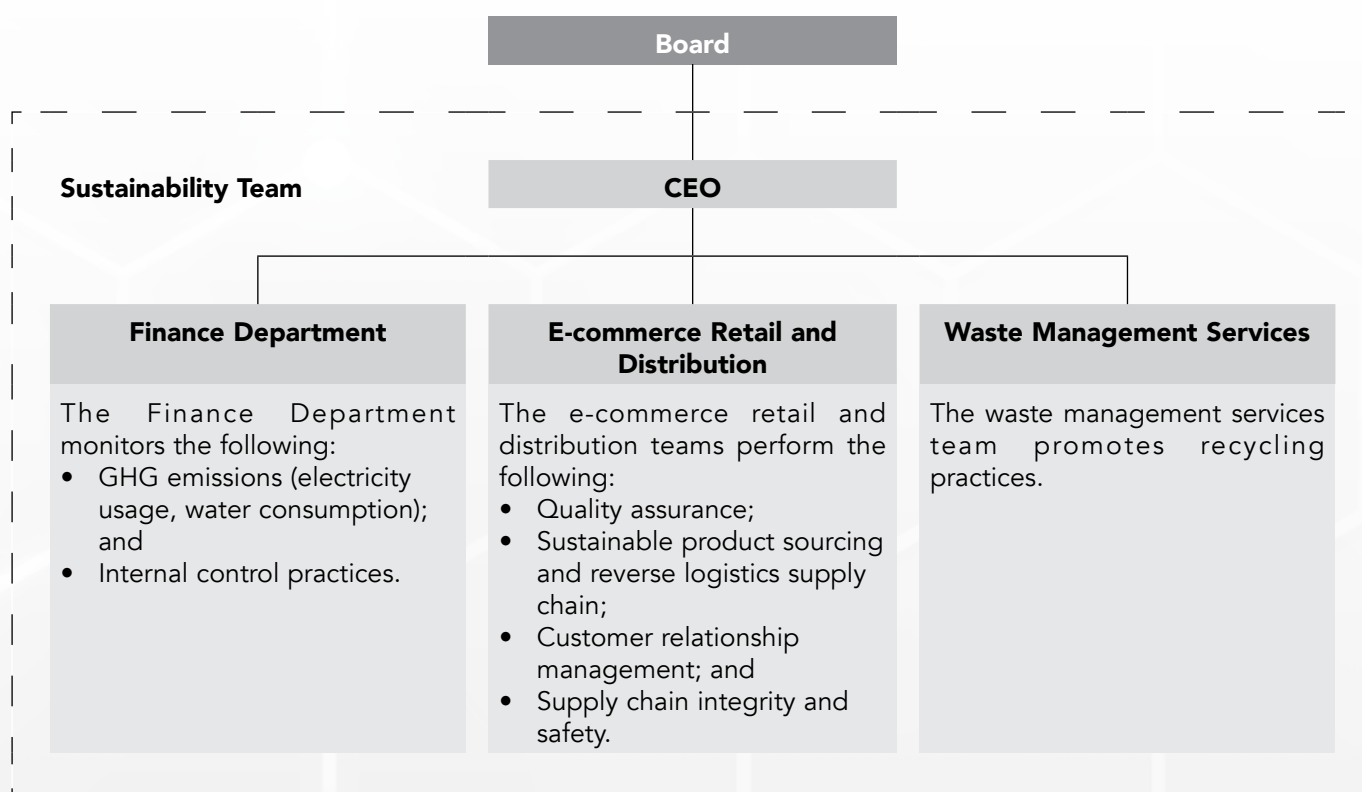 Board
Sustainability Team
CEO
Finance Department
The Finance Department
monitors the following:
• GHG emissions (electricity
usage, water consumption);
and
• Internal control practices.
E-commerce Retail and
Distribution
The e-commerce retail and
distribution teams perform the
following:
• Quality assurance;
• Sustainable product sourcing
and reverse logistics supply
chain;
• Customer relationship
management; and
• Supply chain integrity and
safety.
Waste Management Services
The waste management services
team promotes recycling
practices.